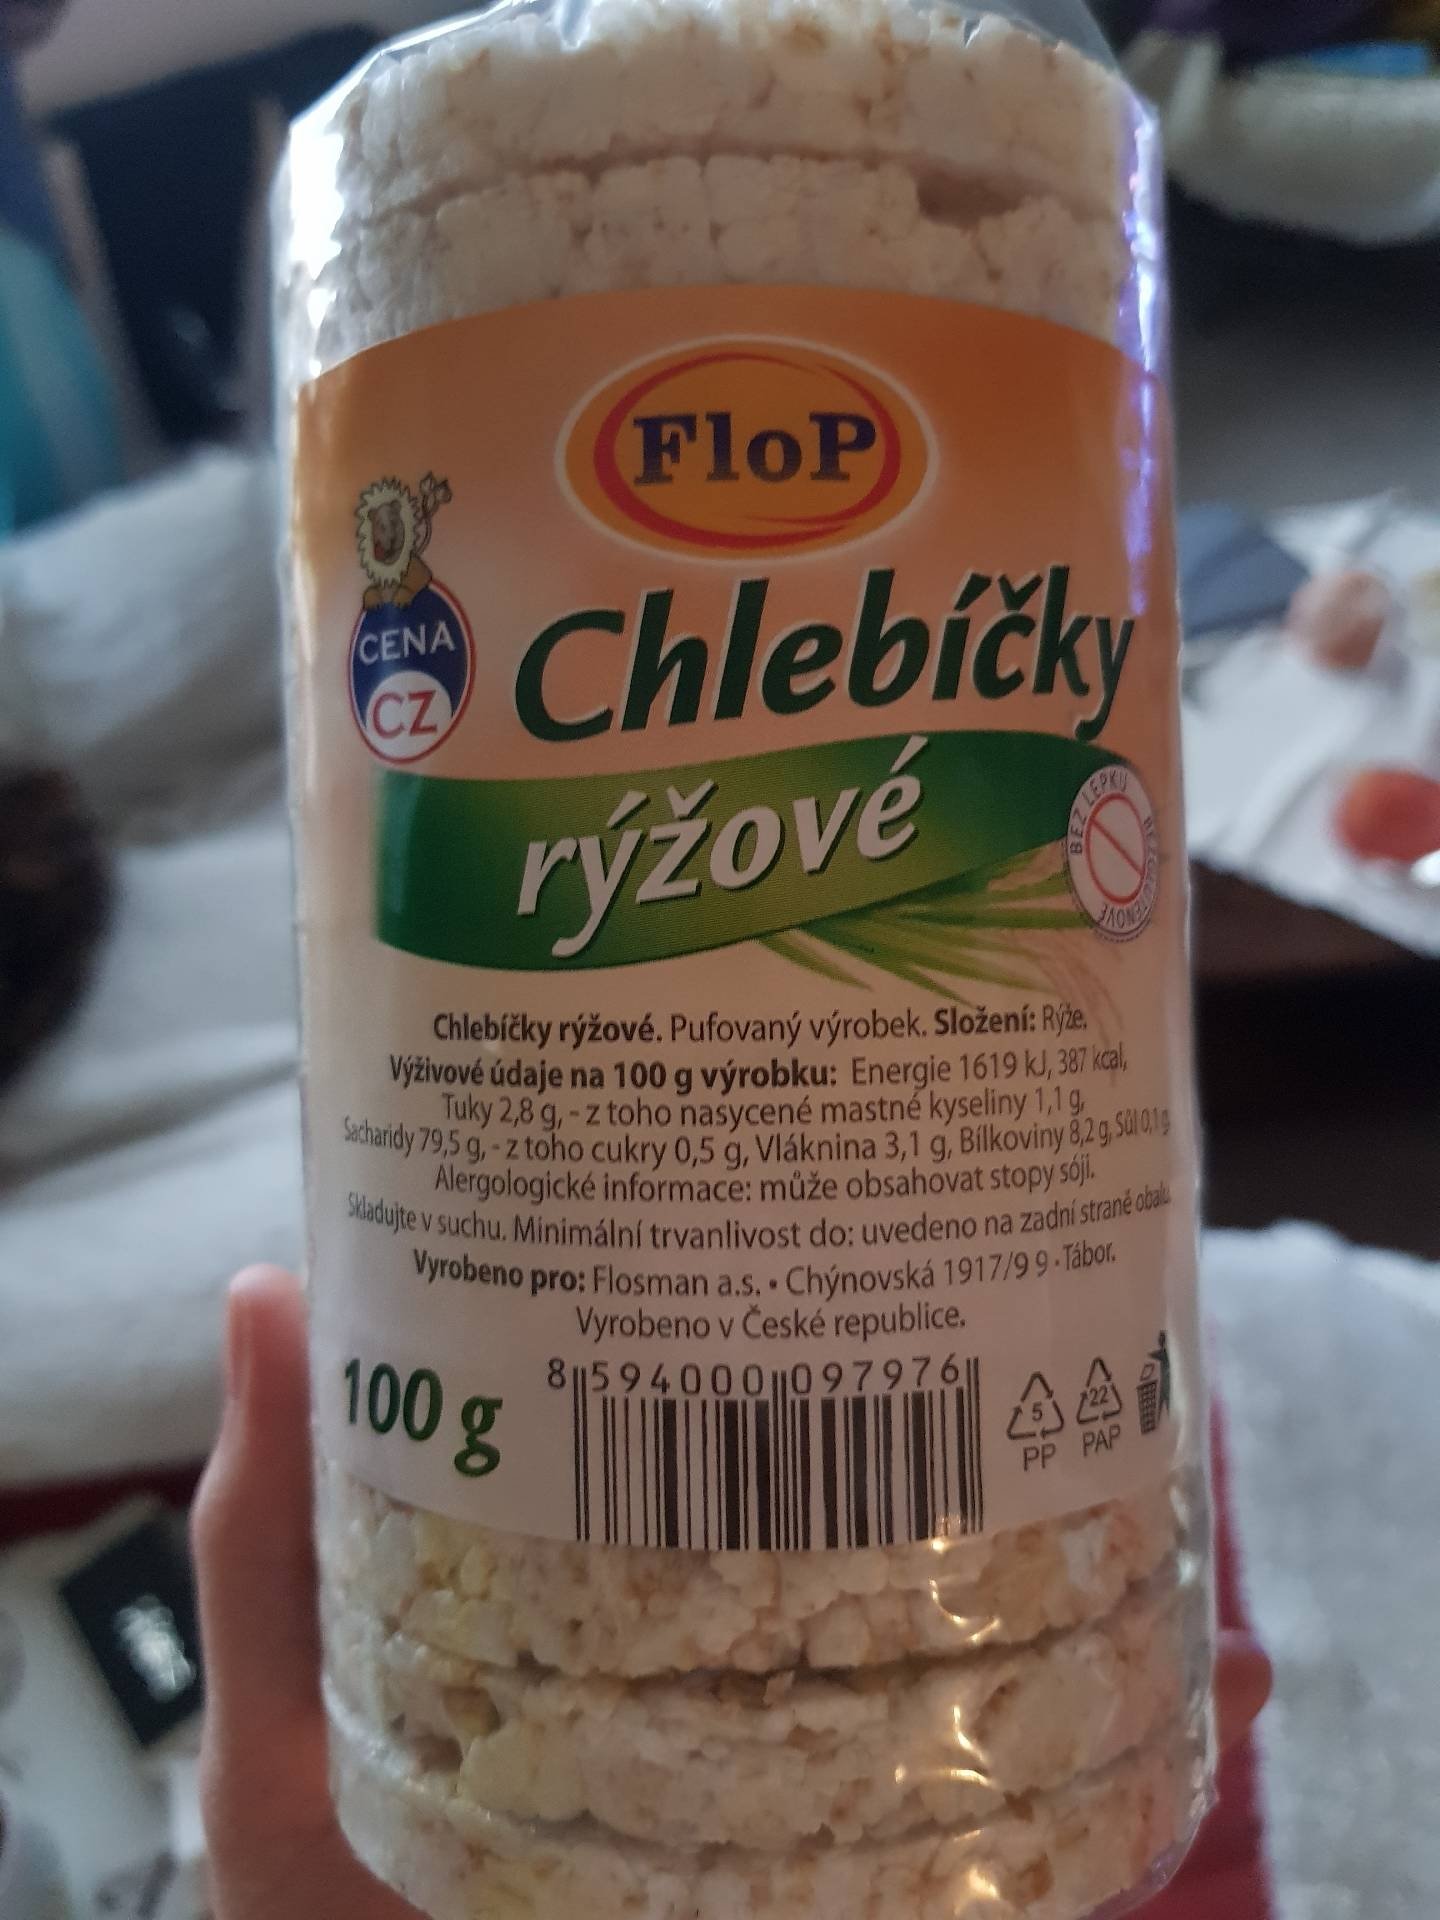 FloP
CENA
CZ
Chlebíčky
rýžové
BEZ LEPKU
BEZGLUTÉNOVÉ
Chlebíčky rýžové. Pufovaný výrobek. Složení: Rýže.
Výživové údaje na 100 g výrobku: Energie 1619 kJ, 387 kcal,
Tuky 2,8 g, - z toho nasycené mastné kyseliny 1,1 g,
Sacharidy 79,5 g, - z toho cukry 0,5 g, Vláknina 3,1 g, Bílkoviny 8,2 g, Sůl 0,1 g
Alergologické informace: může obsahovat stopy sóji.
Skladujte v suchu. Minimální trvanlivost do: uvedeno na zadní straně obalu
Vyrobeno pro: Flosman a.s. • Chýnovská 1917/9 9 - Tábor.
Vyrobeno v České republice.
100 g
8 594000 097976
5
PP
22
PAP